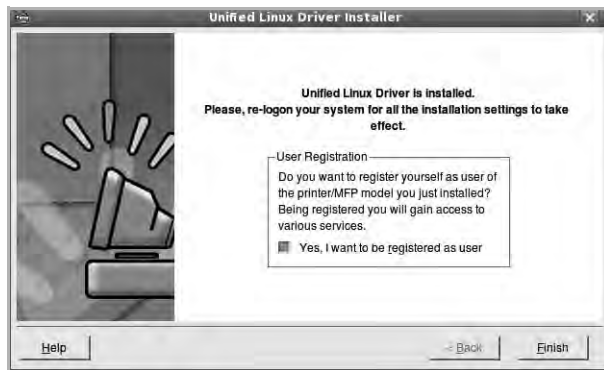 Unified Linux Driver Installer
Unified Linux Driver is installed.
Please, re-logon your system for all the installation settings to take
effect.
User Registration
Do you want to register yourself as user of
the printer/MFP model you just installed?
Being registered you will gain access to
various services.
Yes, I want to be registered as user
Help
< Back
Finish